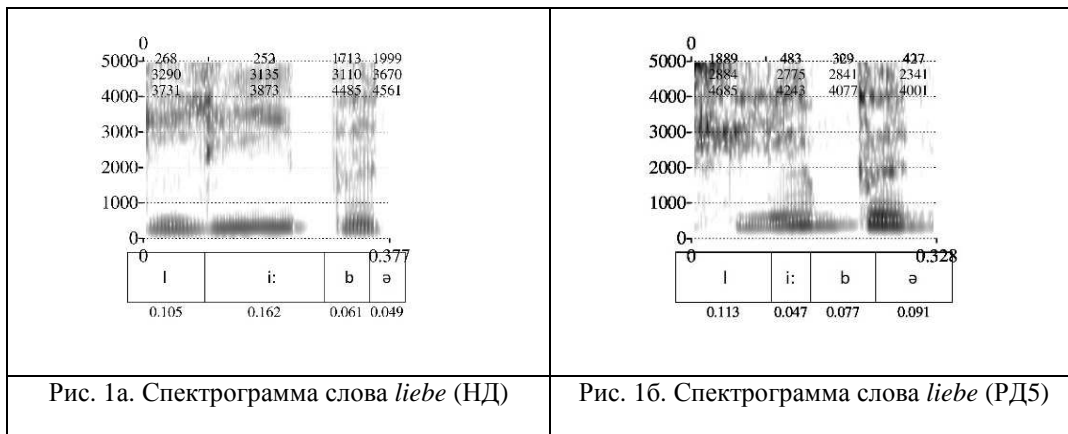 0
5000 268 252 1713 1999
3290 3135 3110 3670
4000 3731 3873 4485 4561
3000
2000
1000
0
0 0.377
l i: b ə
0.105 0.162 0.061 0.049
Рис. 1а. Спектрограмма слова liebe (НД)
0
5000 1889 483 329
2884 2775 2841 2341
4000 4685 4243 4077 4001
3000
2000
1000
0
0 0.328
l i: b ə
0.113 0.047 0.077 0.091
Рис. 1б. Спектрограмма слова liebe (РД5)